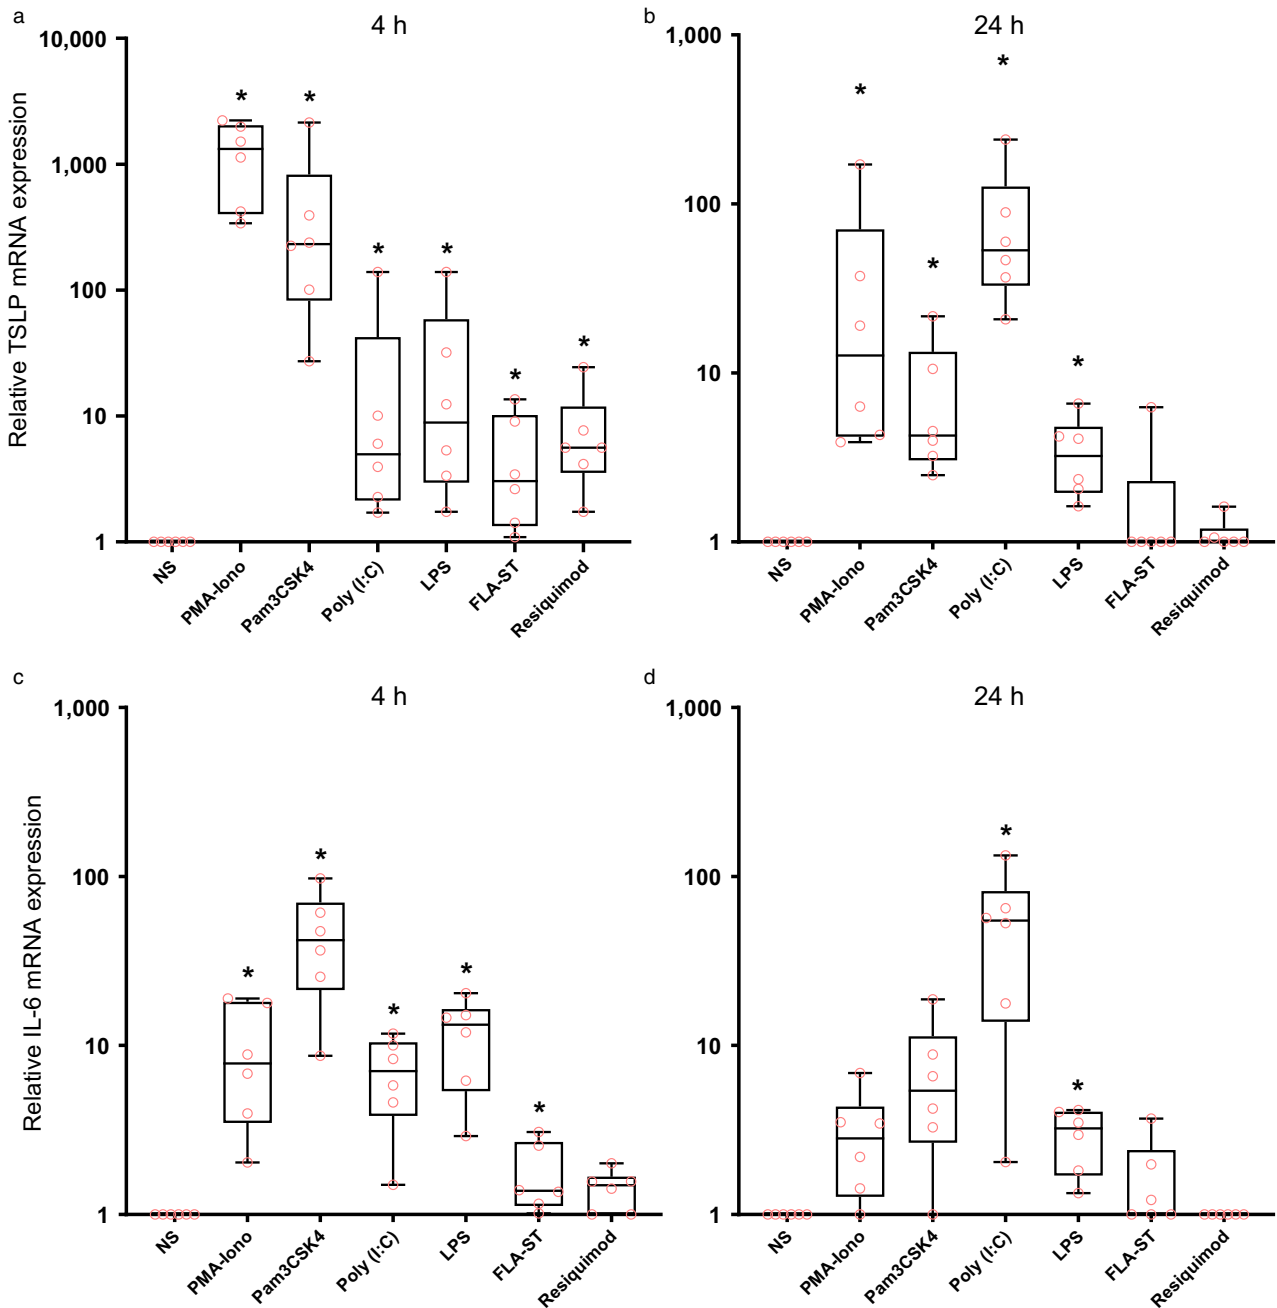 a
4 h
Relative TSLP mRNA expression
10,000
1,000
100
10
1
* * * * * *
NS
PMA-Iono
Pam3CSK4
Poly (I:C)
LPS
FLA-ST
Resiquimod
b
24 h
1,000
100
10
1
* * * *
NS
PMA-Iono
Pam3CSK4
Poly (I:C)
LPS
FLA-ST
Resiquimod
c
4 h
Relative IL-6 mRNA expression
1,000
100
10
1
* * * * *
NS
PMA-Iono
Pam3CSK4
Poly (I:C)
LPS
FLA-ST
Resiquimod
d
24 h
1,000
100
10
1
* *
NS
PMA-Iono
Pam3CSK4
Poly (I:C)
LPS
FLA-ST
Resiquimod